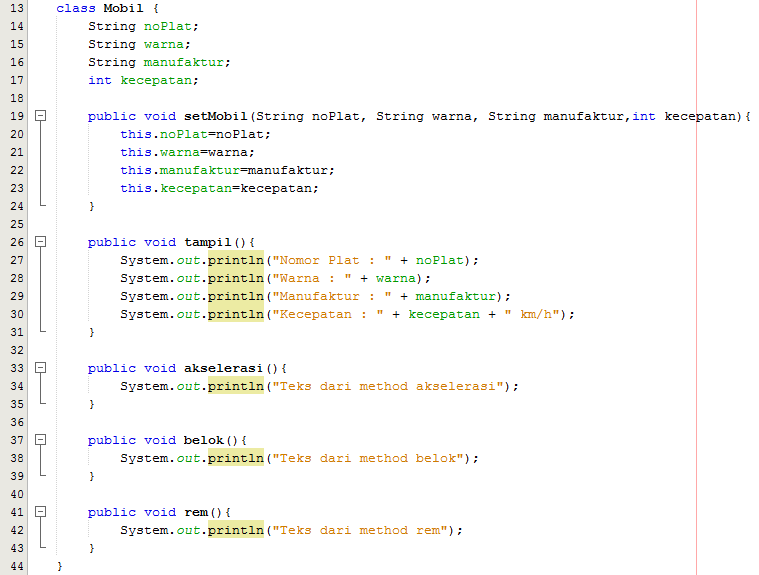 13 class Mobil {
14 String noPlat;
15 String warna;
16 String manufaktur;
17 int kecepatan;
18
19 public void setMobil(String noPlat, String warna, String manufaktur,int kecepatan){
20 this.noPlat=noPlat;
21 this.warna=warna;
22 this.manufaktur=manufaktur;
23 this.kecepatan=kecepatan;
24 }
25
26 public void tampil(){
27 System.out.println("Nomor Plat : " + noPlat);
28 System.out.println("Warna : " + warna);
29 System.out.println("Manufaktur : " + manufaktur);
30 System.out.println("Kecepatan : " + kecepatan + " km/h");
31 }
32
33 public void akselerasi(){
34 System.out.println("Teks dari method akselerasi");
35 }
36
37 public void belok(){
38 System.out.println("Teks dari method belok");
39 }
40
41 public void rem(){
42 System.out.println("Teks dari method rem");
43 }
44 }